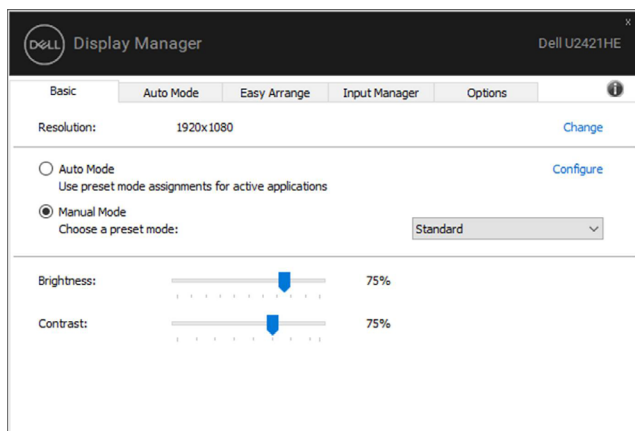 x
DELL Display Manager Dell U2421HE
Basic Auto Mode Easy Arrange Input Manager Options i
Resolution: 1920x1080 Change
Auto Mode Configure
Use preset mode assignments for active applications
Manual Mode
Choose a preset mode: Standard
Brightness: 75%
Contrast: 75%